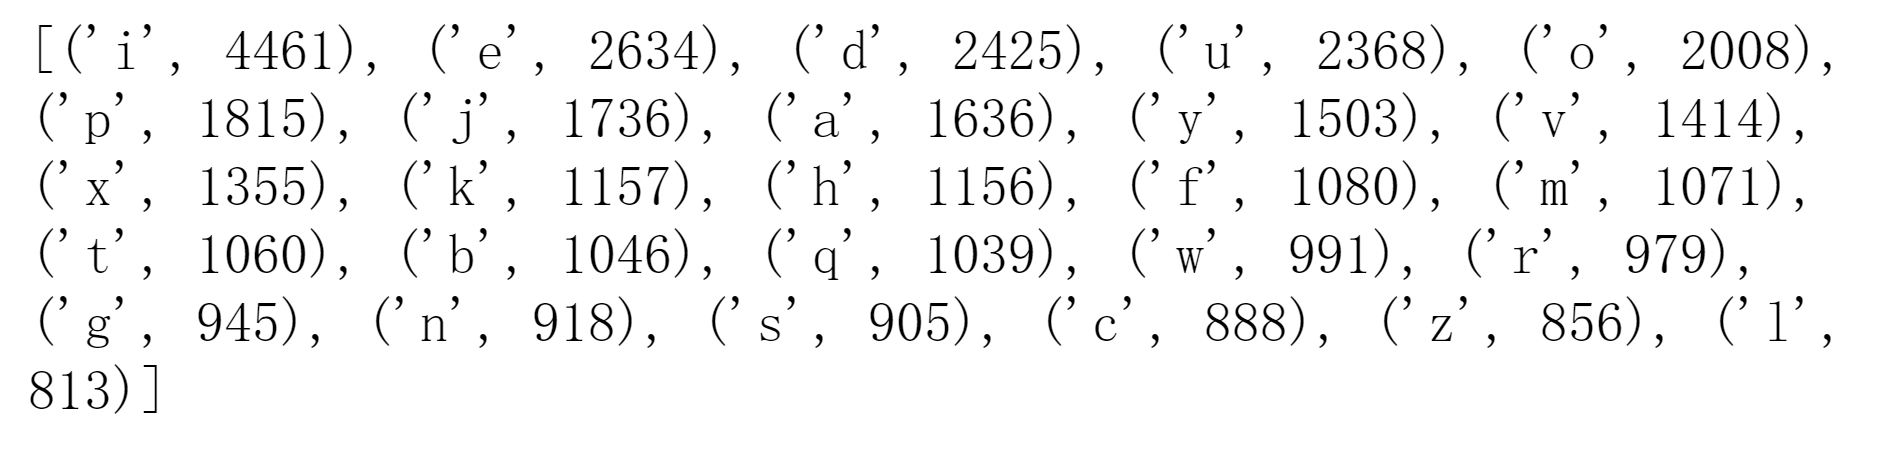 [('i', 4461), ('e', 2634), ('d', 2425), ('u', 2368), ('o', 2008),
('p', 1815), ('j', 1736), ('a', 1636), ('y', 1503), ('v', 1414),
('x', 1355), ('k', 1157), ('h', 1156), ('f', 1080), ('m', 1071),
('t', 1060), ('b', 1046), ('q', 1039), ('w', 991), ('r', 979),
('g', 945), ('n', 918), ('s', 905), ('c', 888), ('z', 856), ('l',
813)]